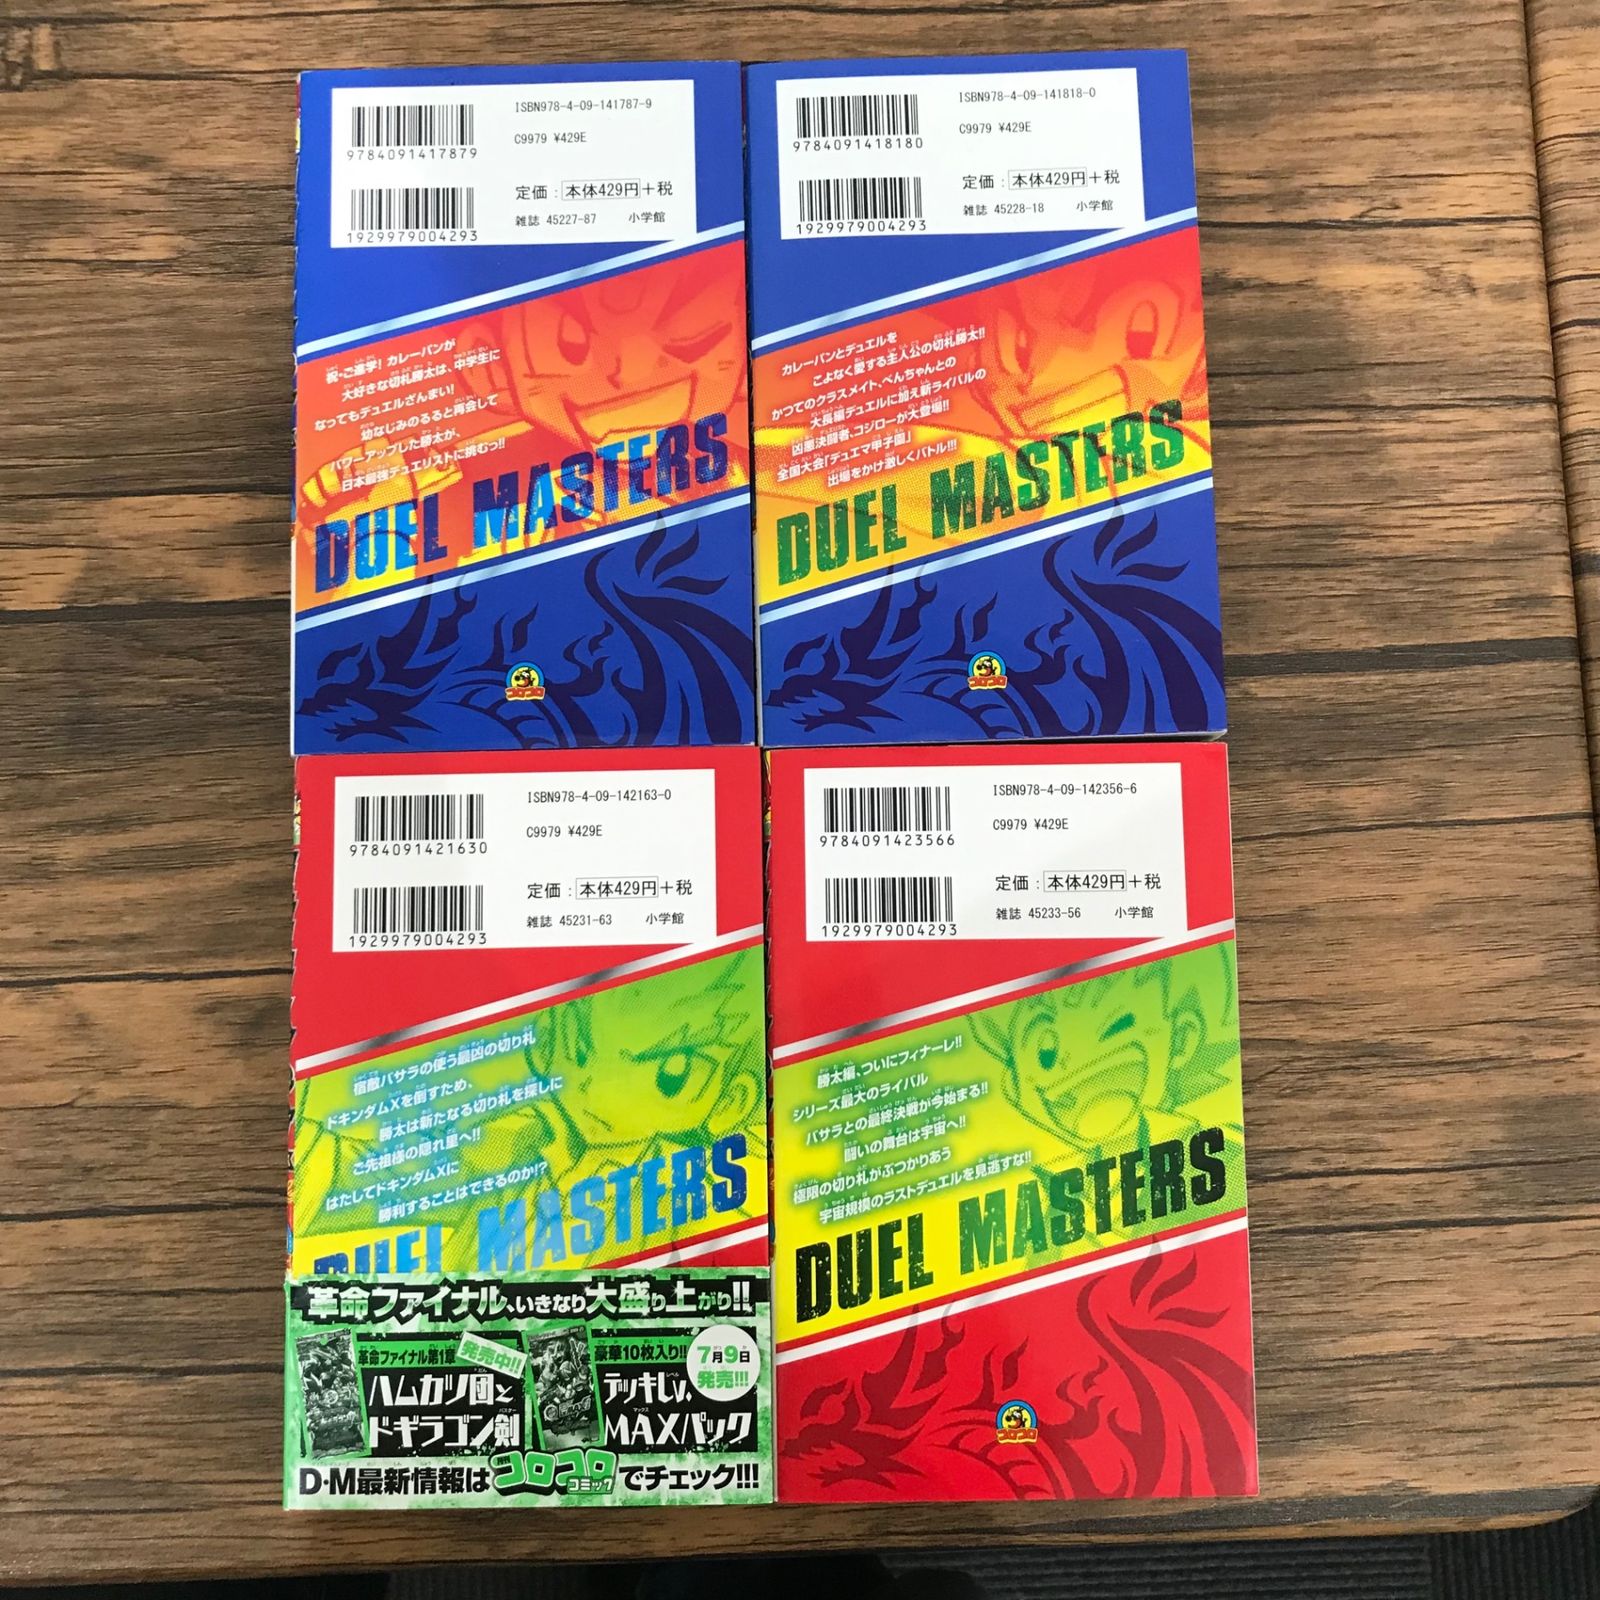 ISBN978-4-09-141787-9
9784091417879
C9979 ¥429E
定価：本体429円+税
雑誌 45227-87 小学館
1929979004293
祝・ご進学！カレーパンが
大好きな切札勝太は、中学生に
なってもデュエルざんまい！
幼なじみのるると再会して
パワーアップした勝太が、
日本最強デュエリストに挑むっ!!
DUEL MASTERS
コロコロ
ISBN978-4-09-141818-0
9784091418180
C9979 ¥429E
定価：本体429円+税
雑誌 45228-18 小学館
1929979004293
カレーパンとデュエルを
こよなく愛する主人公の切札勝太!!
かつてのクラスメイト、べんちゃんとの
大長編デュエルに加え新ライバルの
凶悪決闘者、コジローが大登場!!
全国大会「デュエマ甲子園」
出場をかけ激しくバトル!!!
DUEL MASTERS
コロコロ
ISBN978-4-09-142163-0
9784091421630
C9979 ¥429E
定価：本体429円+税
雑誌 45231-63 小学館
1929979004293
宿敵バサラの使う最凶の切り札
ドキンダムXを倒すため、
勝太は新たなる切り札を探しに
ご先祖様の隠れ里へ!!
はたしてドキンダムXに
勝利することはできるのか!?
DUEL MASTERS
革命ファイナル、いきなり大盛り上がり!!
革命ファイナル第1章 発売中!!
ハムカツ団と
ドギラゴン剣
豪華10枚入り!!
7月9日
発売!!!
デッキLv.
MAXパック
D・M最新情報はコロコロコミックでチェック!!!
ISBN978-4-09-142356-6
9784091423566
C9979 ¥429E
定価：本体429円+税
雑誌 45233-56 小学館
1929979004293
勝太編、ついにフィナーレ!!
シリーズ最大のライバル
バサラとの最終決戦が今始まる!!
闘いの舞台は宇宙へ!!
極限の切り札がぶつかりあう
宇宙規模のラストデュエルを見逃すな!!
DUEL MASTERS
コロコロ